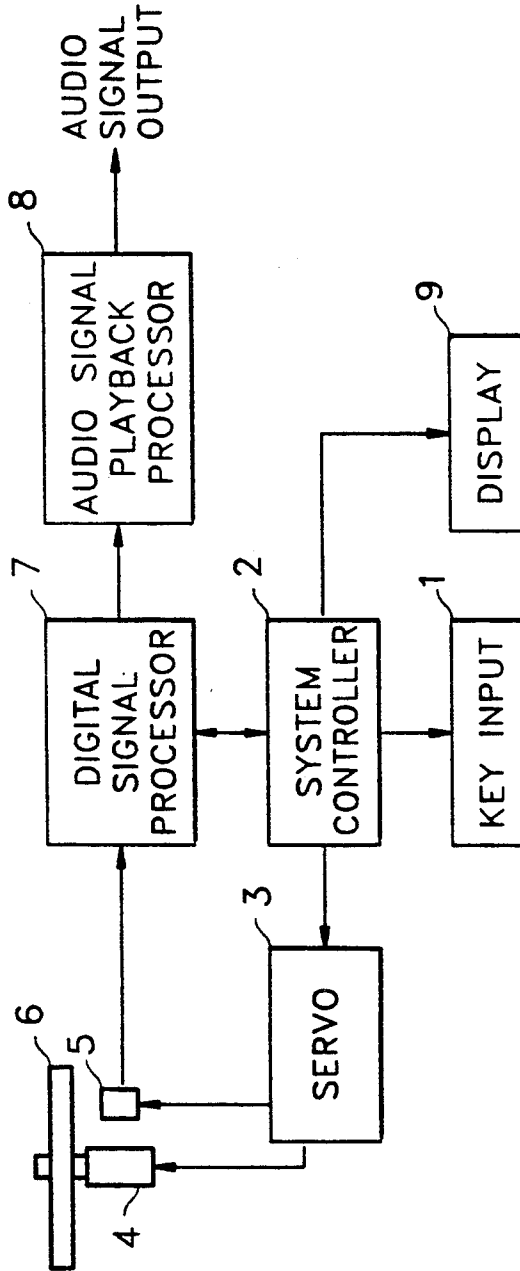 6
5
4
7
DIGITAL
SIGNAL
PROCESSOR
8
AUDIO SIGNAL
PLAYBACK
PROCESSOR
AUDIO
SIGNAL
OUTPUT
3
SERVO
2
SYSTEM
CONTROLLER
1
KEY INPUT
9
DISPLAY